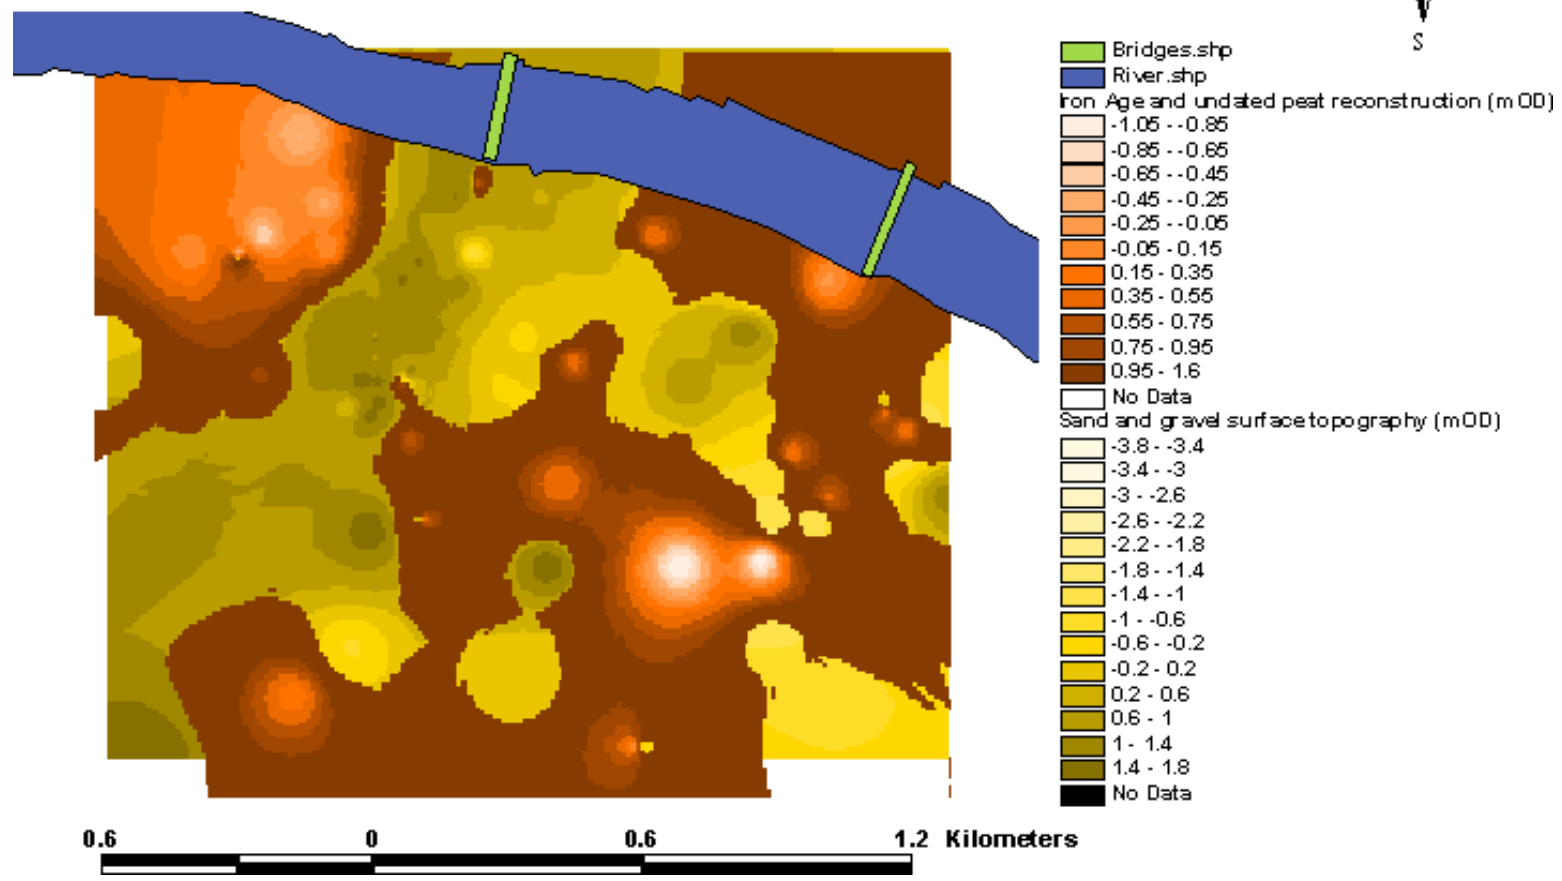 S
Bridges.shp
River.shp
Iron Age and undated peat reconstruction (mOD)
-1.05 - -0.85
-0.85 - -0.65
-0.65 - -0.45
-0.45 - -0.25
-0.25 - -0.05
-0.05 - 0.15
0.15 - 0.35
0.35 - 0.55
0.55 - 0.75
0.75 - 0.95
0.95 - 1.6
No Data
Sand and gravel surface topography (mOD)
-3.8 - -3.4
-3.4 - -3
-3 - -2.6
-2.6 - -2.2
-2.2 - -1.8
-1.8 - -1.4
-1.4 - -1
-1 - -0.6
-0.6 - -0.2
-0.2 - 0.2
0.2 - 0.6
0.6 - 1
1 - 1.4
1.4 - 1.8
No Data
0.6 0 0.6 1.2 Kilometers